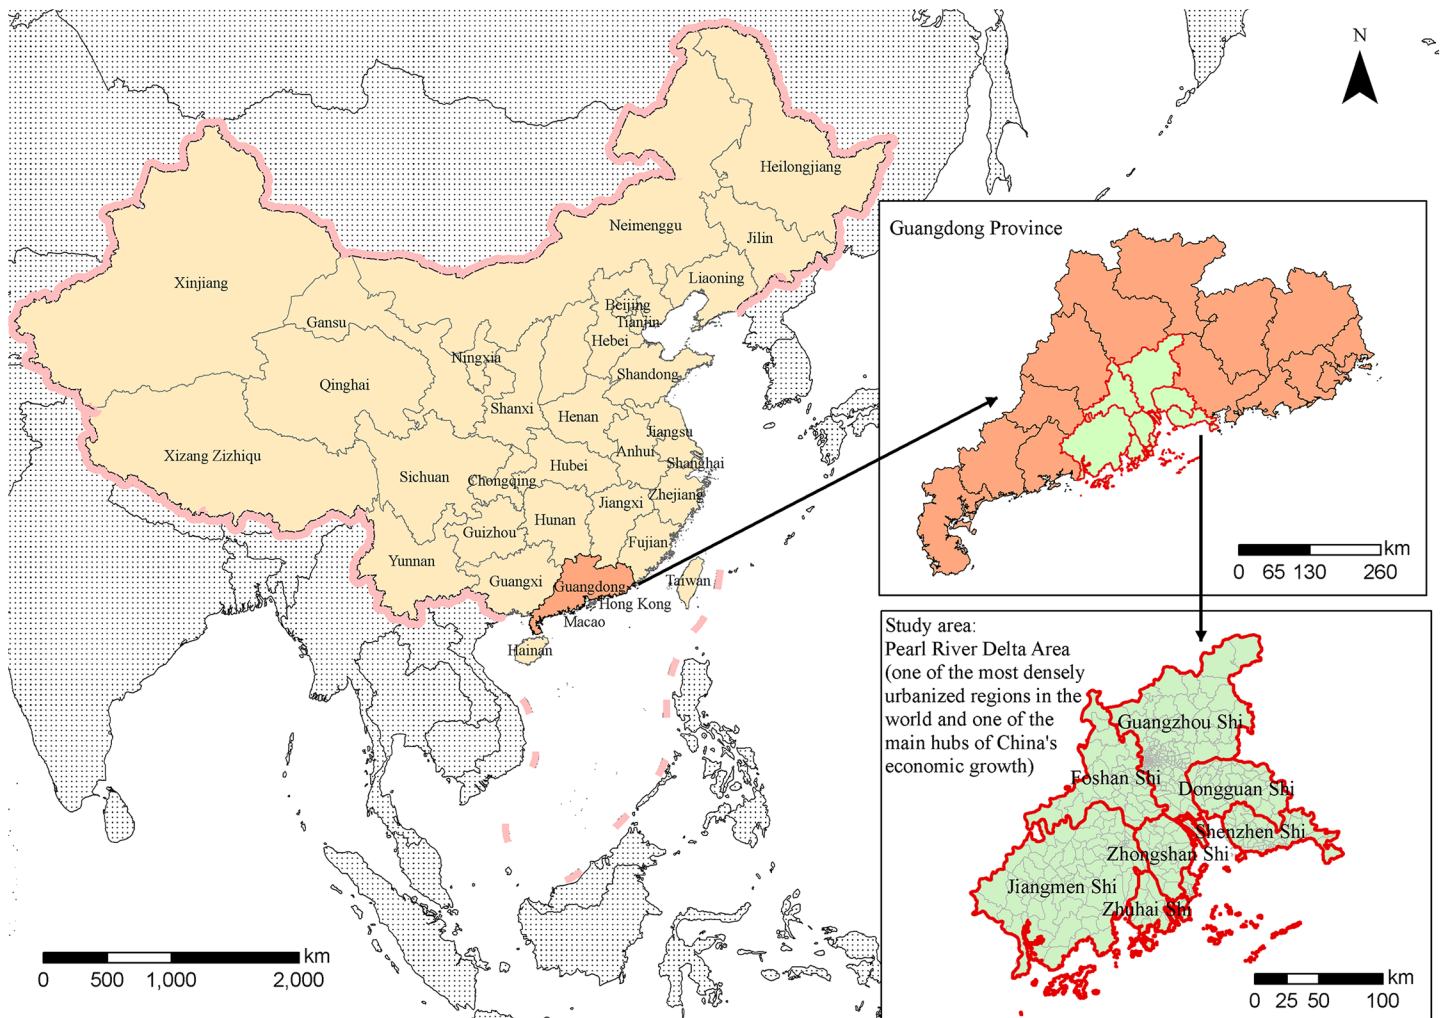 N
Heilongjiang
Neimenggu
Jilin
Xinjiang
Liaoning
Beijing
Gansu
Tianjin
Hebei
Ningxia
Shandong
Qinghai
Shanxi
Henan
Jiangsu
Anhui
Xizang Zizhiqu
Hubei
Shanghai
Sichuan
Chongqing
Zhejiang
Jiangxi
Hunan
Guizhou
Fujian
Yunnan
Guangxi
Guangdong
Taiwan
Hong Kong
Macao
Hainan
km
0 500 1,000 2,000
Guangdong Province
km
0 65 130 260
Study area:
Pearl River Delta Area
(one of the most densely
urbanized regions in the
world and one of the
main hubs of China's
economic growth)
Guangzhou Shi
Foshan Shi
Dongguan Shi
Shenzhen Shi
Zhongshan Shi
Jiangmen Shi
Zhuhai Shi
km
0 25 50 100